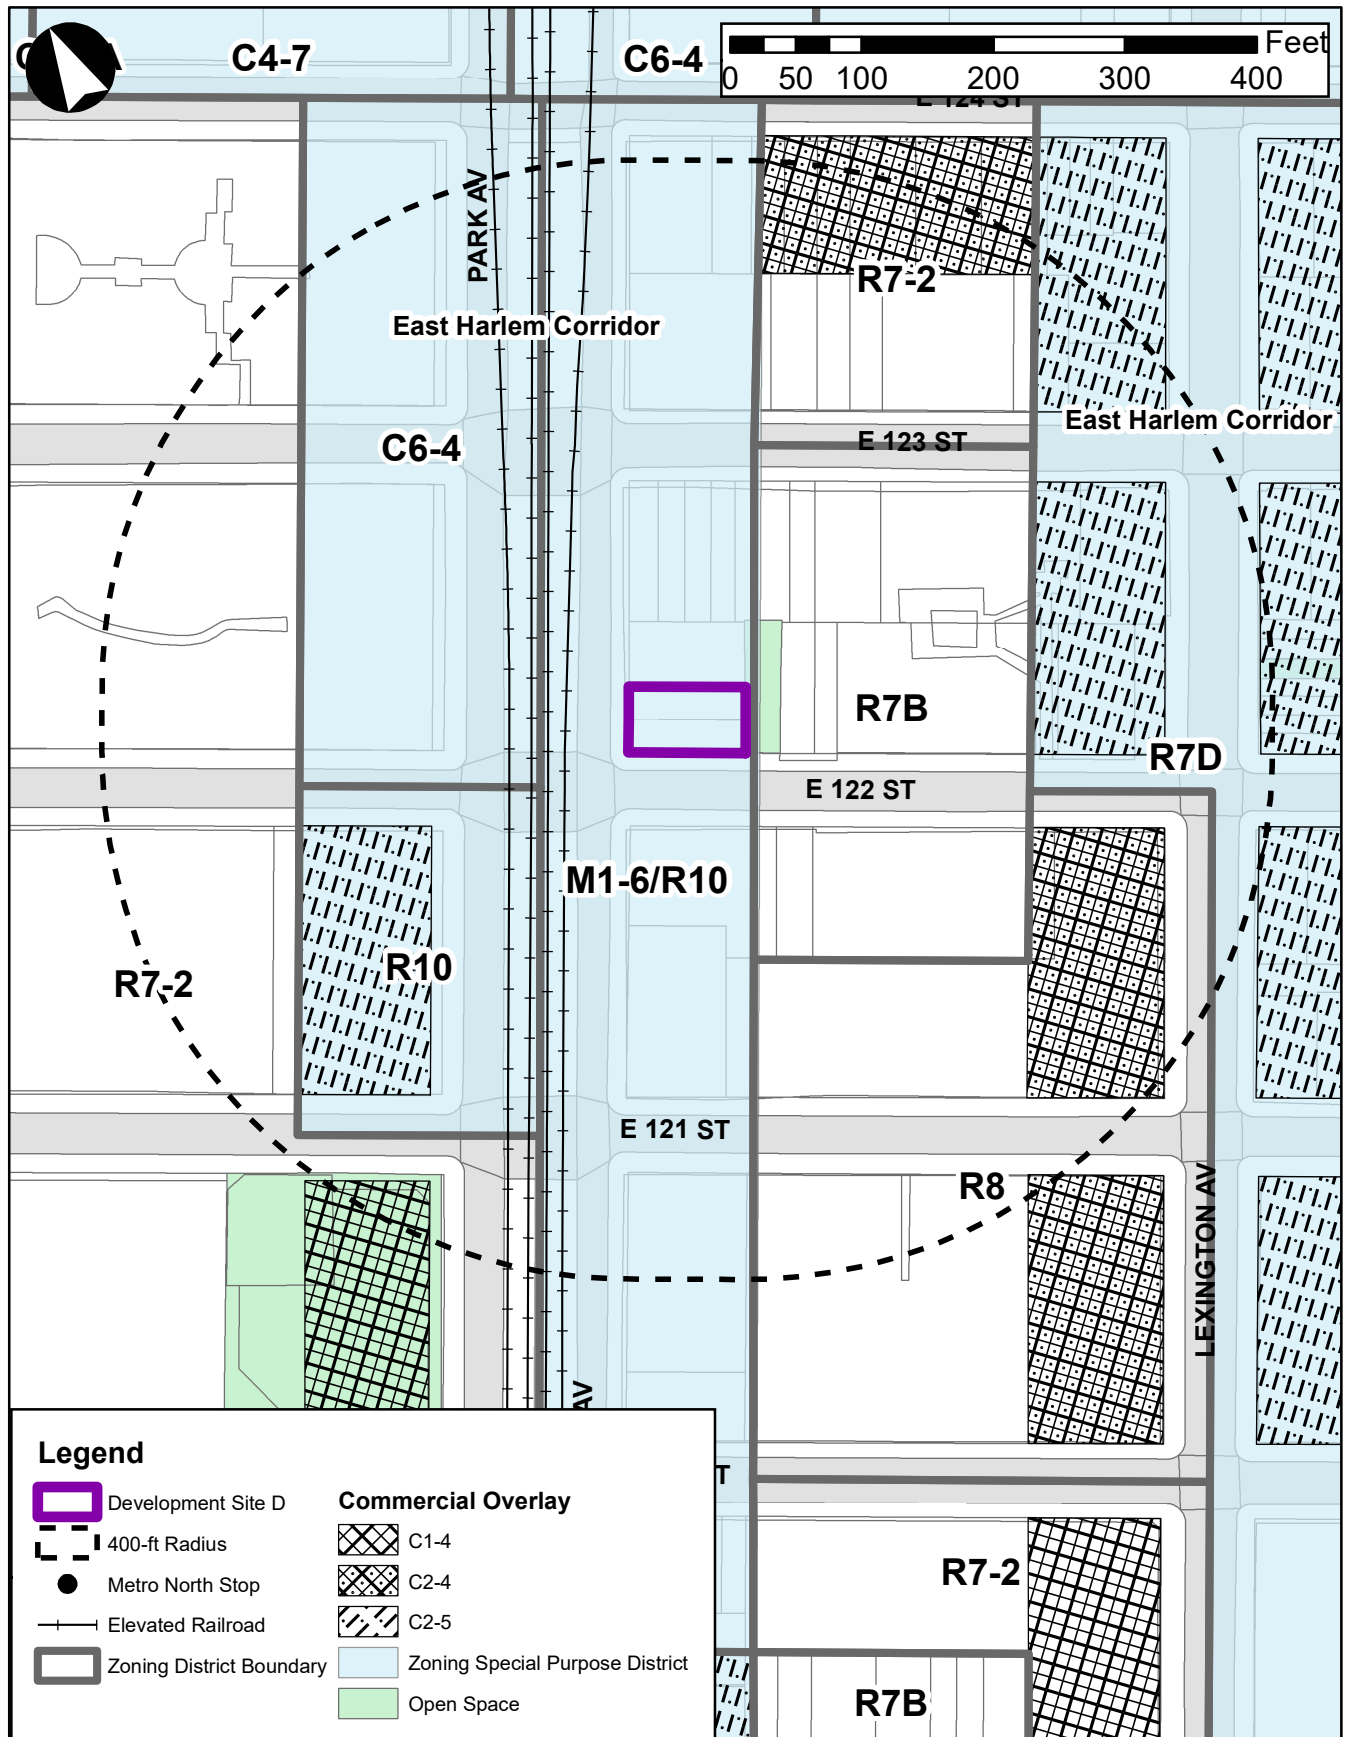 C4-7
C6-4
Feet
0 50 100 200 300 400
E 124 ST
PARK AV
R7-2
East Harlem Corridor
East Harlem Corridor
C6-4
E 123 ST
R7B
R7D
E 122 ST
M1-6/R10
R10
R7-2
E 121 ST
R8
LEXINGTON AV
AV
T
R7-2
R7B
Legend
Development Site D
400-ft Radius
Metro North Stop
Elevated Railroad
Zoning District Boundary
Commercial Overlay
C1-4
C2-4
C2-5
Zoning Special Purpose District
Open Space